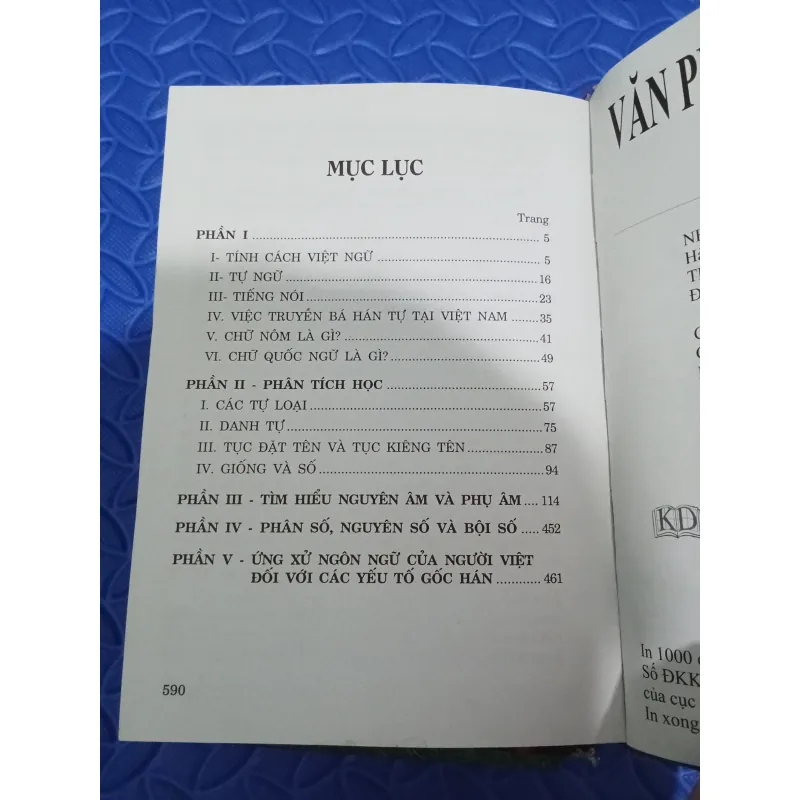 MỤC LỤC
Trang
PHẦN I ........ 5
I- TÍNH CÁCH VIỆT NGỮ ........ 5
II- TỰ NGỮ ........ 16
III- TIẾNG NÓI ........ 23
IV. VIỆC TRUYỀN BÁ HÁN TỰ TẠI VIỆT NAM ........ 35
V. CHỮ NÔM LÀ GÌ? ........ 41
VI. CHỮ QUỐC NGỮ LÀ GÌ? ........ 49
PHẦN II - PHÂN TÍCH HỌC ........ 57
I. CÁC TỰ LOẠI ........ 57
II. DANH TỰ ........ 75
III. TỤC ĐẶT TÊN VÀ TỤC KIÊNG TÊN ........ 87
IV. GIỐNG VÀ SỐ ........ 94
PHẦN III - TÌM HIỂU NGUYÊN ÂM VÀ PHỤ ÂM .... 114
PHẦN IV - PHÂN SỐ, NGUYÊN SỐ VÀ BỘI SỐ ..... 452
PHẦN V - ỨNG XỬ NGÔN NGỮ CỦA NGƯỜI VIỆT
ĐỐI VỚI CÁC YẾU TỐ GỐC HÁN ............ 461
590
VĂN
KD
In 1000
Số ĐKK
của cục
In xong